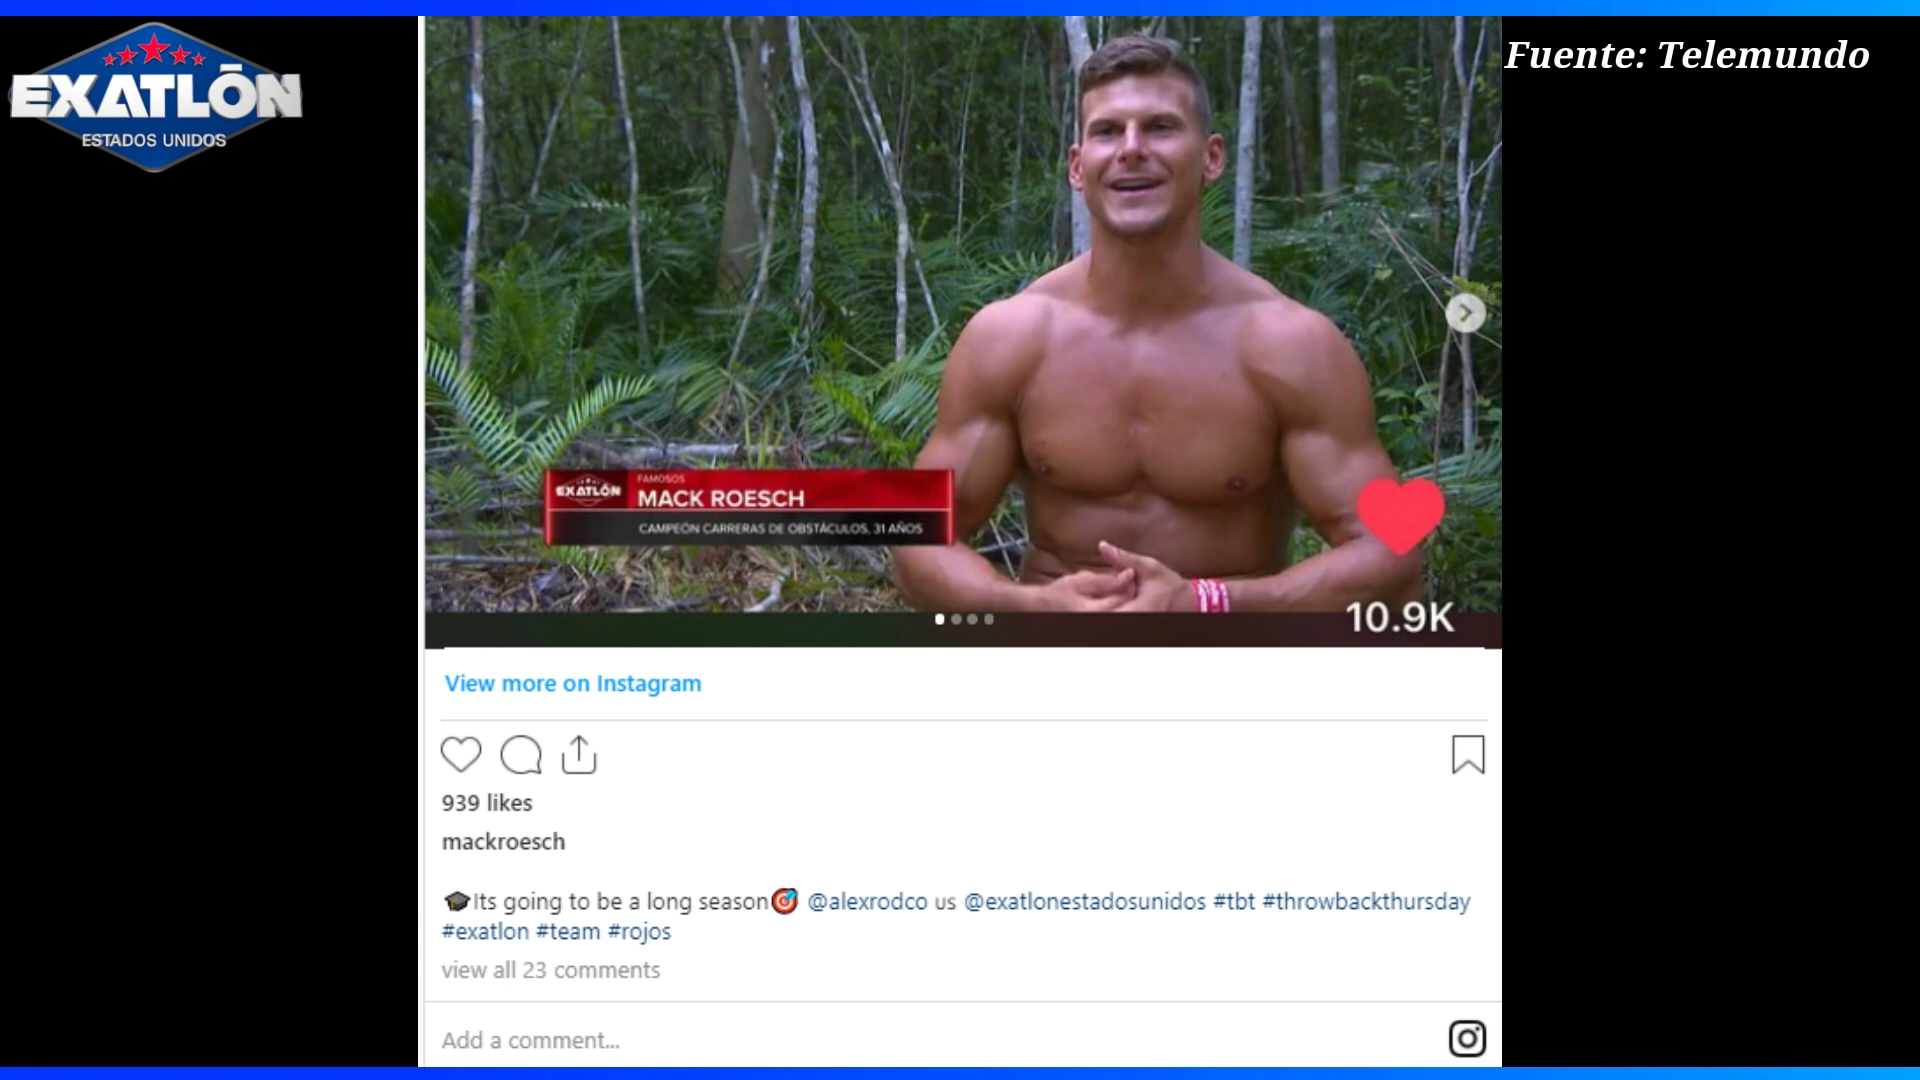 EXATLÓN
ESTADOS UNIDOS
Fuente: Telemundo
EXATLÓN
FAMOSOS
MACK ROESCH
CAMPEÓN CARRERAS DE OBSTÁCULOS, 31 AÑOS
10.9K
View more on Instagram
939 likes
mackroesch
🎓Its going to be a long season🎯 @alexrodco us @exatlonestadosunidos #tbt #throwbackthursday
#exatlon #team #rojos
view all 23 comments
Add a comment...